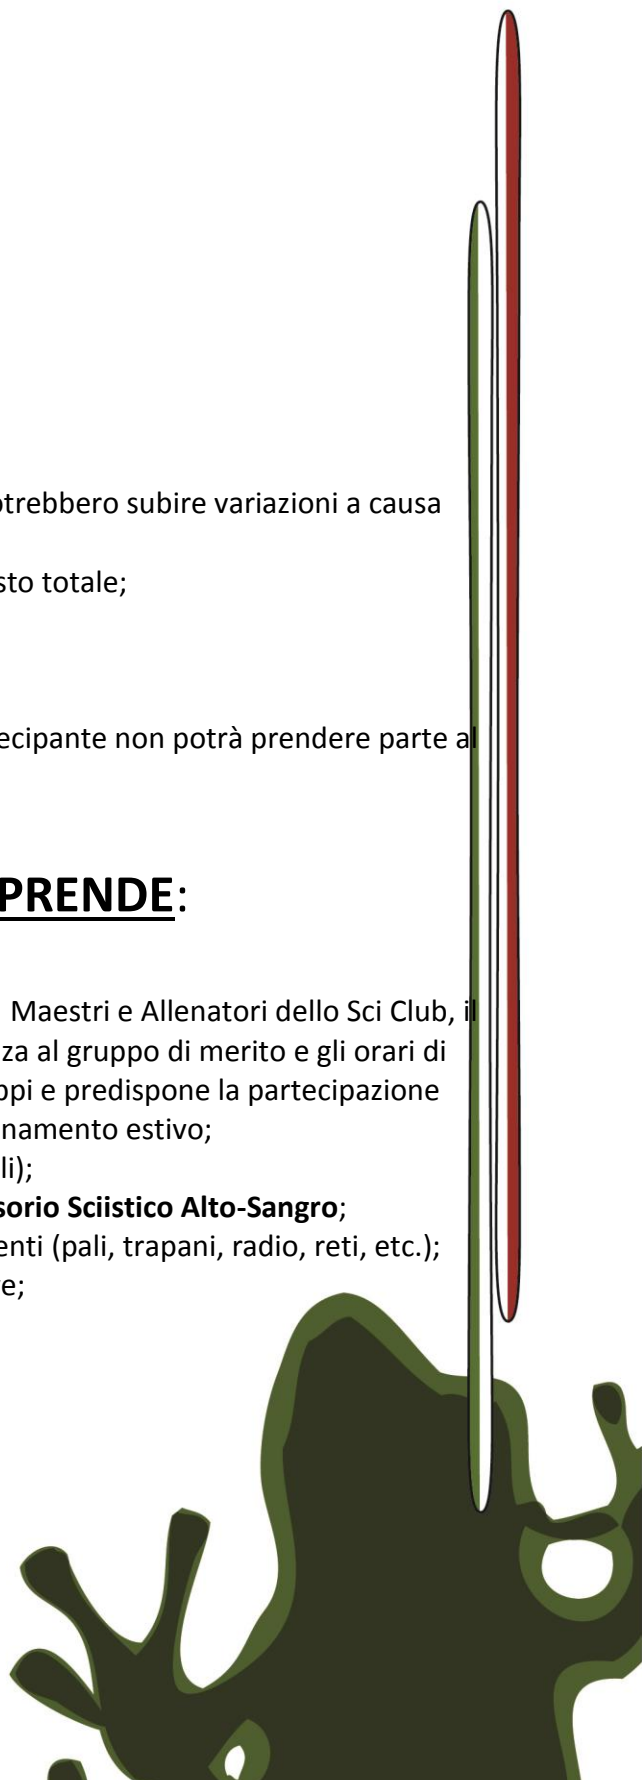 otrebbero subire variazioni a causa
sto totale;
ecipante non potrà prendere parte al
PRENDE:
Maestri e Allenatori dello Sci Club, il
za al gruppo di merito e gli orari di
ppi e predispone la partecipazione
namento estivo;
li);
sorio Sciistico Alto-Sangro;
enti (pali, trapani, radio, reti, etc.);
e;